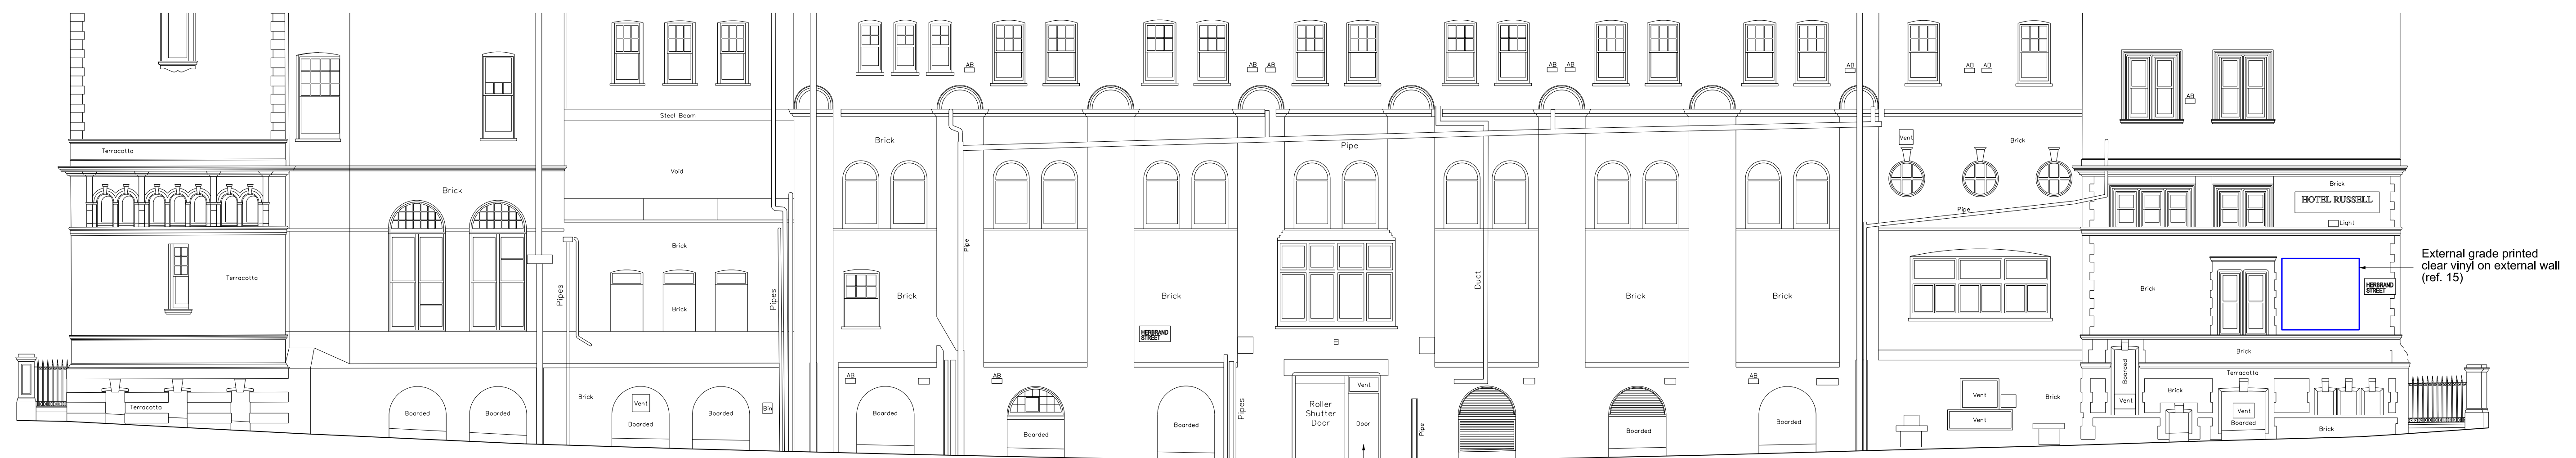 AB
AB
AB
AB
AB
AB
AB
AB
AB
Steel Beam
Terracotta
Brick
Vent
Brick
Pipe
Void
Brick
Brick
HOTEL RUSSELL
Pipe
Light
Brick
Pipe
Terracotta
External grade printed
clear vinyl on external wall
(ref. 15)
Duct
Brick
HERBRAND
STREET
Pipes
Pipes
Brick
Brick
Brick
Brick
Brick
HERBRAND
STREET
Brick
Terracotta
AB
AB
AB
Vent
Boarded
Brick
Brick
Vent
Brick
Vent
Terracotta
Vent
Bin
Pipes
Roller
Shutter
Door
Vent
Boarded
Boarded
Boarded
Boarded
Boarded
Boarded
Boarded
Door
Pipe
Boarded
Boarded
Vent
Boarded
Brick